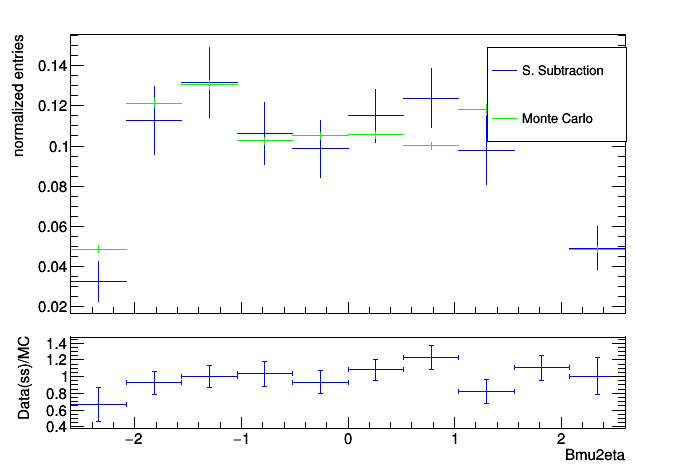 normalized entries
0.14
0.12
0.1
0.08
0.06
0.04
0.02
S. Subtraction
Monte Carlo
Data(ss)/MC
1.4
1.2
1
0.8
0.6
0.4
−2 −1 0 1 2
Bmu2eta